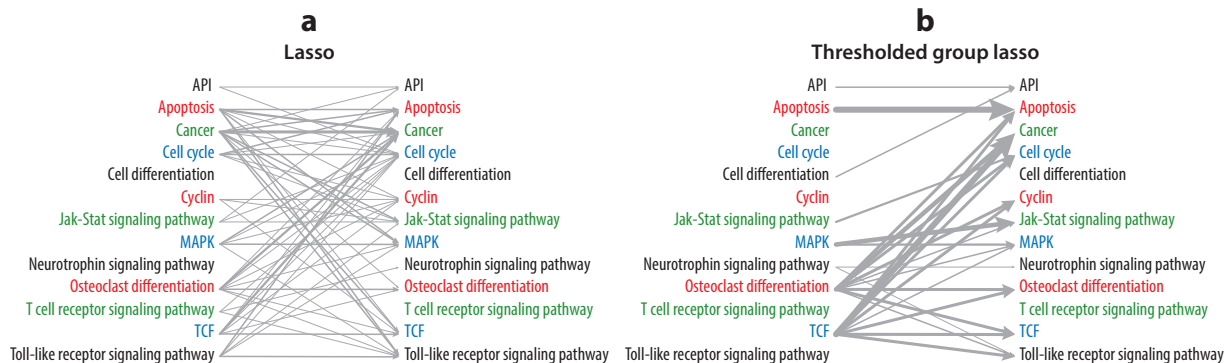 a
Lasso
API
Apoptosis
Cancer
Cell cycle
Cell differentiation
Cyclin
Jak-Stat signaling pathway
MAPK
Neurotrophin signaling pathway
Osteoclast differentiation
T cell receptor signaling pathway
TCF
Toll-like receptor signaling pathway
API
Apoptosis
Cancer
Cell cycle
Cell differentiation
Cyclin
Jak-Stat signaling pathway
MAPK
Neurotrophin signaling pathway
Osteoclast differentiation
T cell receptor signaling pathway
TCF
Toll-like receptor signaling pathway
b
Thresholded group lasso
API
Apoptosis
Cancer
Cell cycle
Cell differentiation
Cyclin
Jak-Stat signaling pathway
MAPK
Neurotrophin signaling pathway
Osteoclast differentiation
T cell receptor signaling pathway
TCF
Toll-like receptor signaling pathway
API
Apoptosis
Cancer
Cell cycle
Cell differentiation
Cyclin
Jak-Stat signaling pathway
MAPK
Neurotrophin signaling pathway
Osteoclast differentiation
T cell receptor signaling pathway
TCF
Toll-like receptor signaling pathway